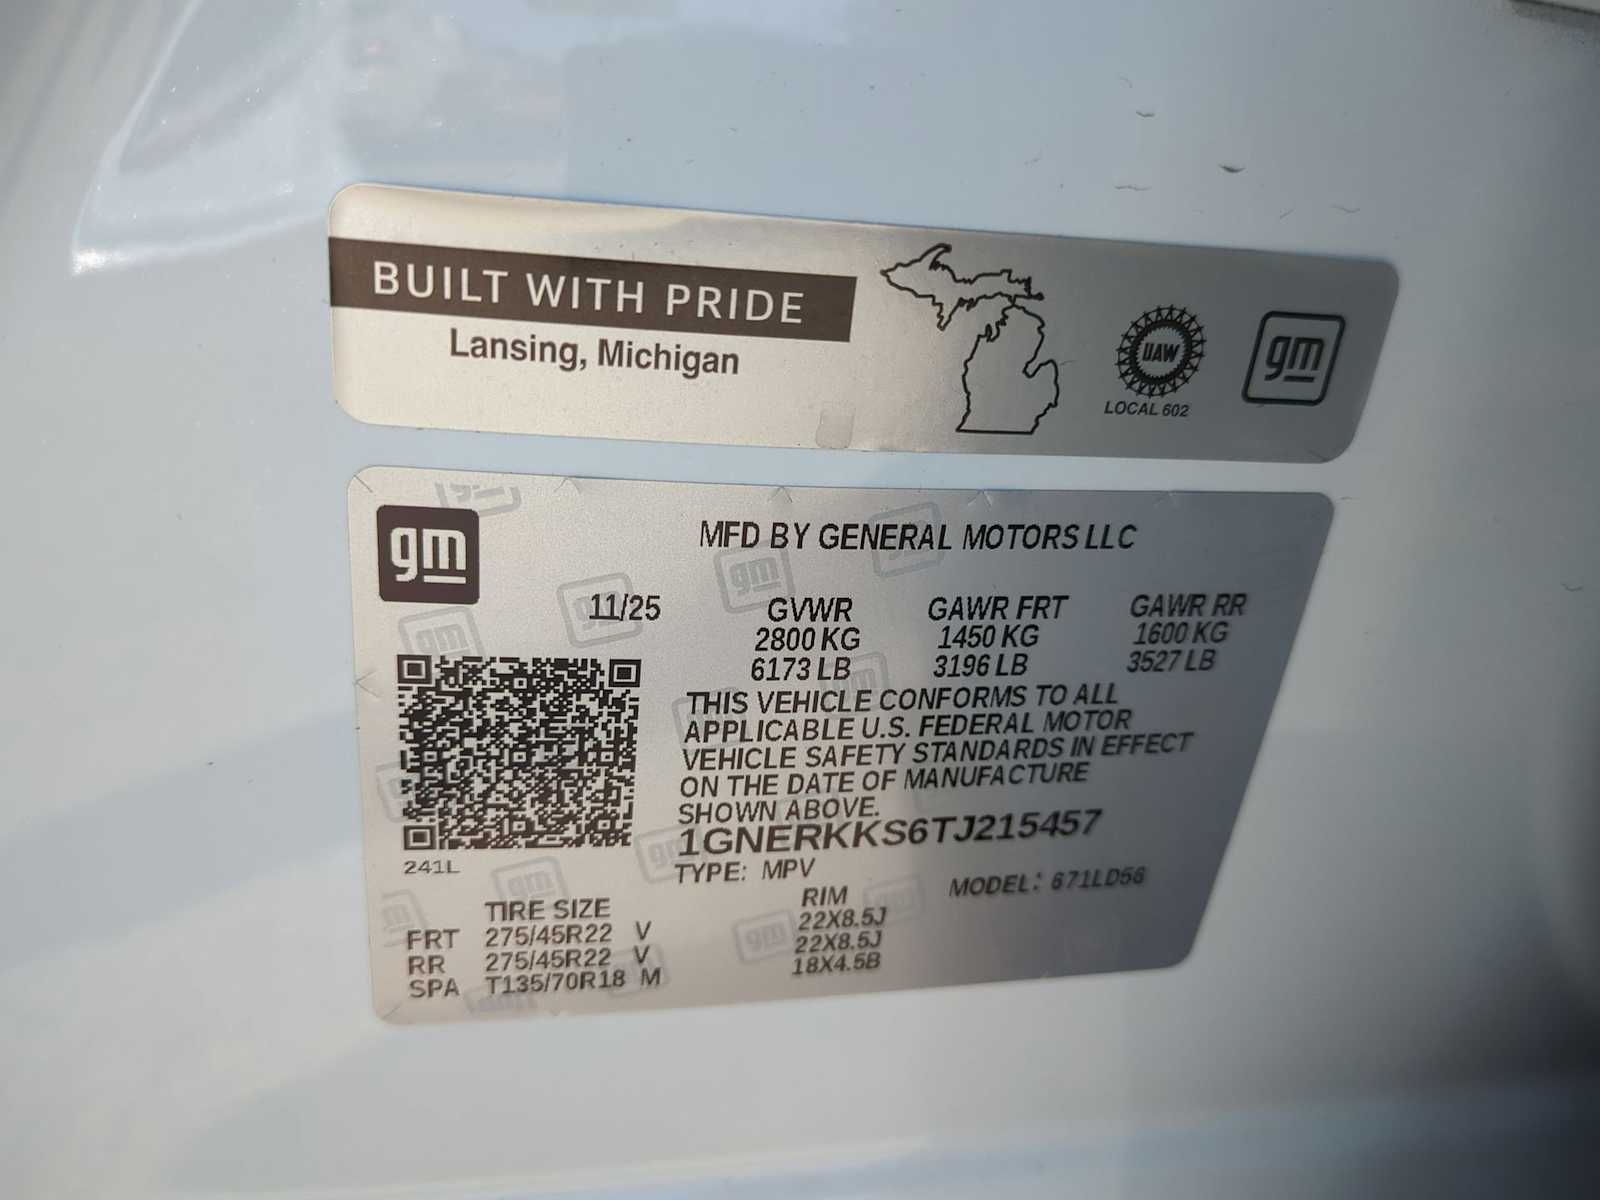 BUILT WITH PRIDE
Lansing, Michigan
UAW
LOCAL 602
gm
gm
MFD BY GENERAL MOTORS LLC
11/25 GVWR GAWR FRT GAWR RR
2800 KG 1450 KG 1600 KG
6173 LB 3196 LB 3527 LB
THIS VEHICLE CONFORMS TO ALL
APPLICABLE U.S. FEDERAL MOTOR
VEHICLE SAFETY STANDARDS IN EFFECT
ON THE DATE OF MANUFACTURE
SHOWN ABOVE.
1GNERKKS6TJ215457
241L
TYPE: MPV MODEL:
TIRE SIZE RIM
FRT 275/45R22 V 22X8.5J
RR 275/45R22 V 22X8.5J
SPA T135/70R18 M 18X4.5B